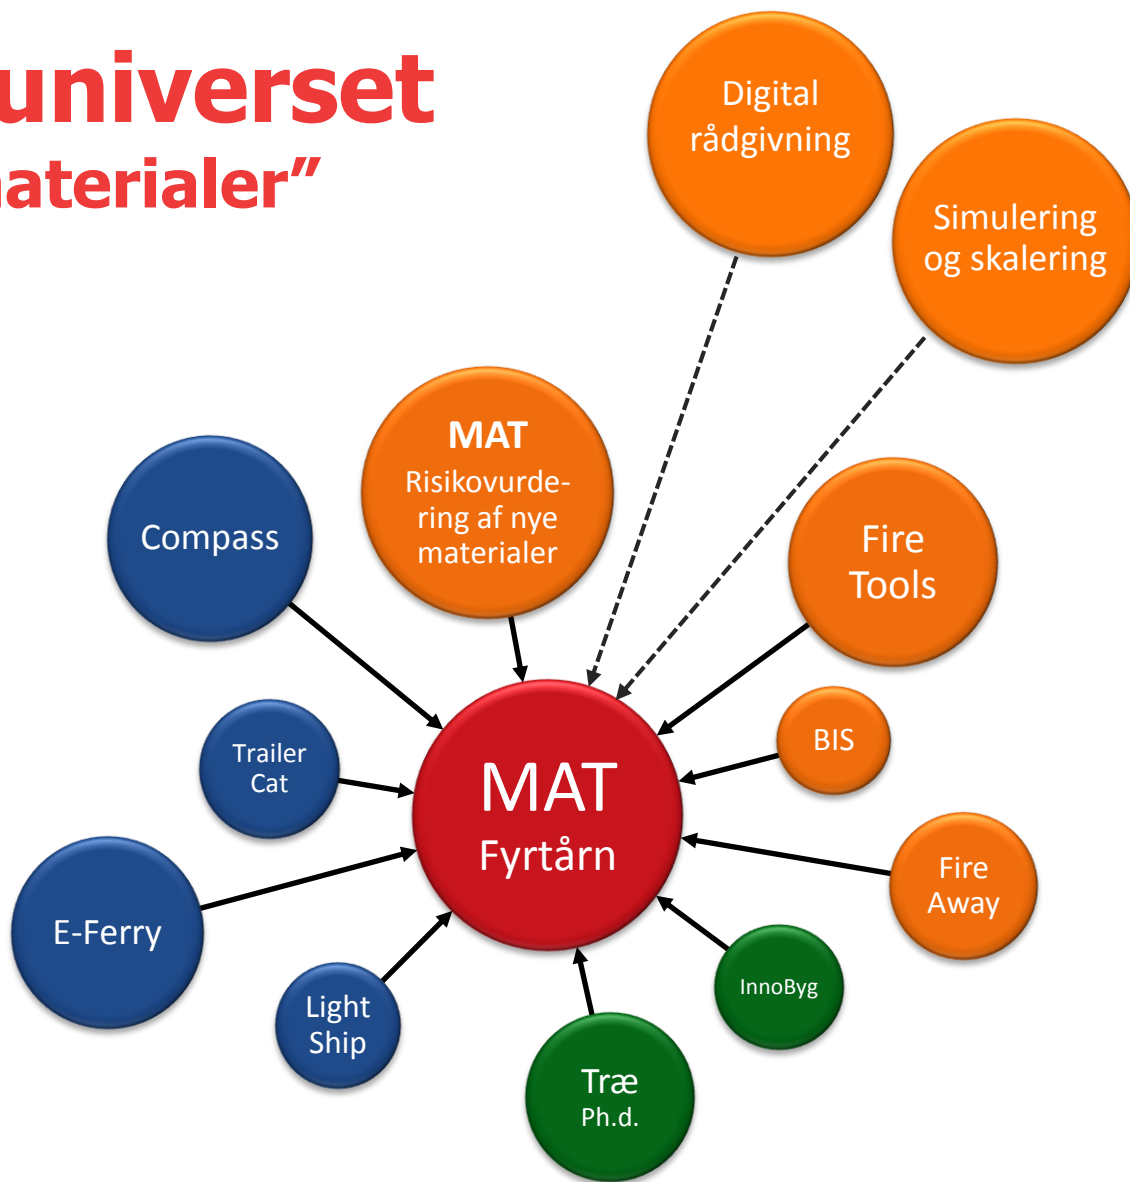 universet
materialer”
Digital
rådgivning
Simulering
og skalering
MAT
Risikovurde-
ring af nye
materialer
Compass
Fire
Tools
Trailer
Cat
BIS
MAT
Fyrtårn
E-Ferry
Fire
Away
Light
Ship
InnoByg
Træ
Ph.d.